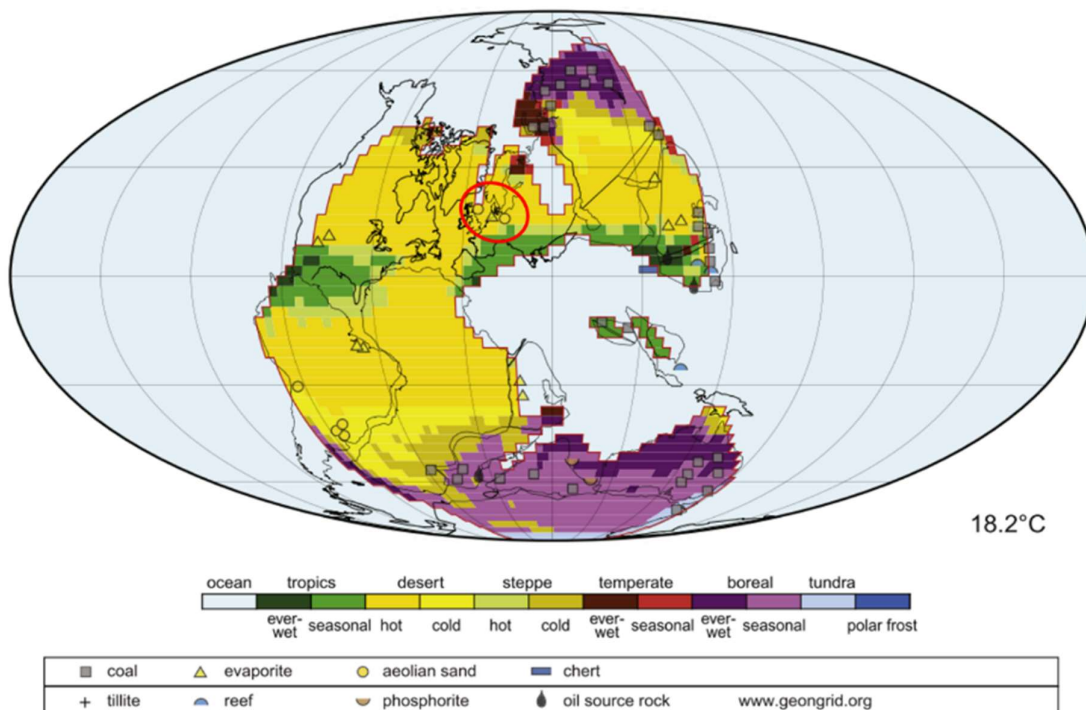 18.2°C
ocean tropics desert steppe temperate boreal tundra
ever-wet seasonal hot cold hot cold ever-wet seasonal ever-wet seasonal polar frost
coal evaporite aeolian sand chert
tillite reef phosphorite oil source rock www.geongrid.org